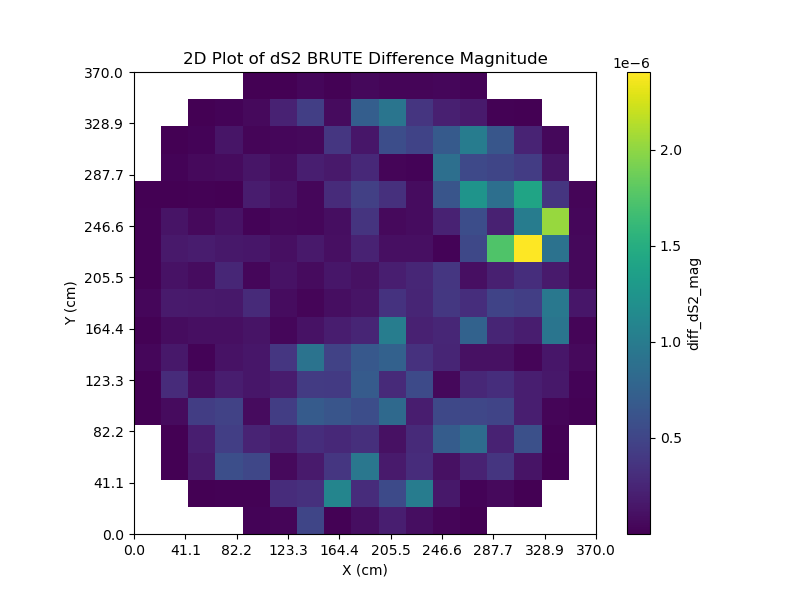 2D Plot of dS2 BRUTE Difference Magnitude
1e−6
370.0
328.9
287.7
246.6
205.5
164.4
123.3
82.2
41.1
0.0
Y (cm)
0.0 41.1 82.2 123.3 164.4 205.5 246.6 287.7 328.9 370.0
X (cm)
2.0
1.5
1.0
0.5
diff_dS2_mag